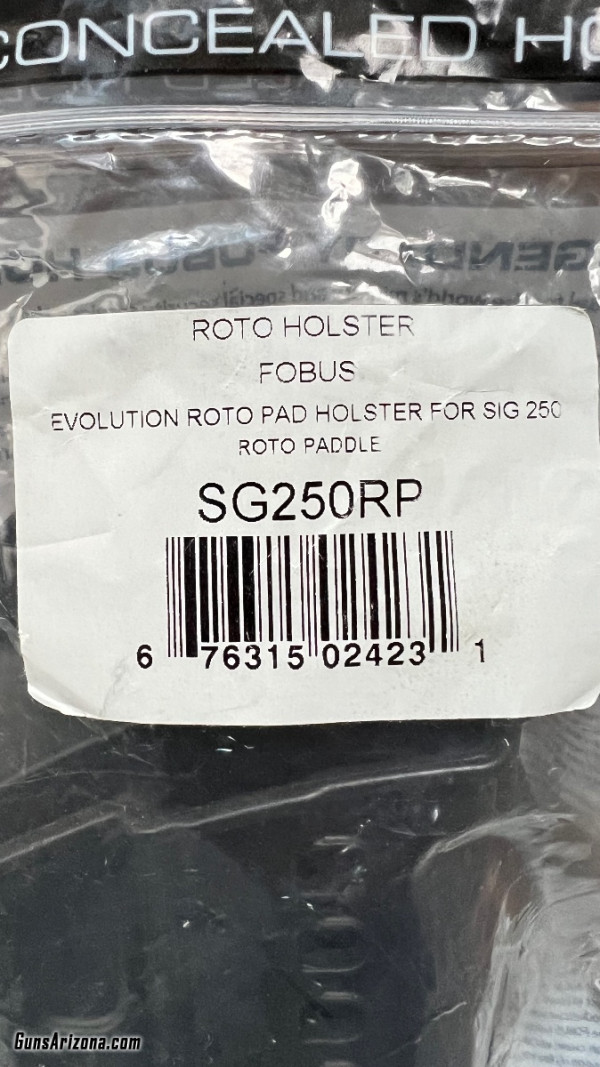 CONCEALED HO
ROTO HOLSTER
FOBUS
EVOLUTION ROTO PAD HOLSTER FOR SIG 250
ROTO PADDLE
SG250RP
6 76315 02423 1
GunsArizona.com